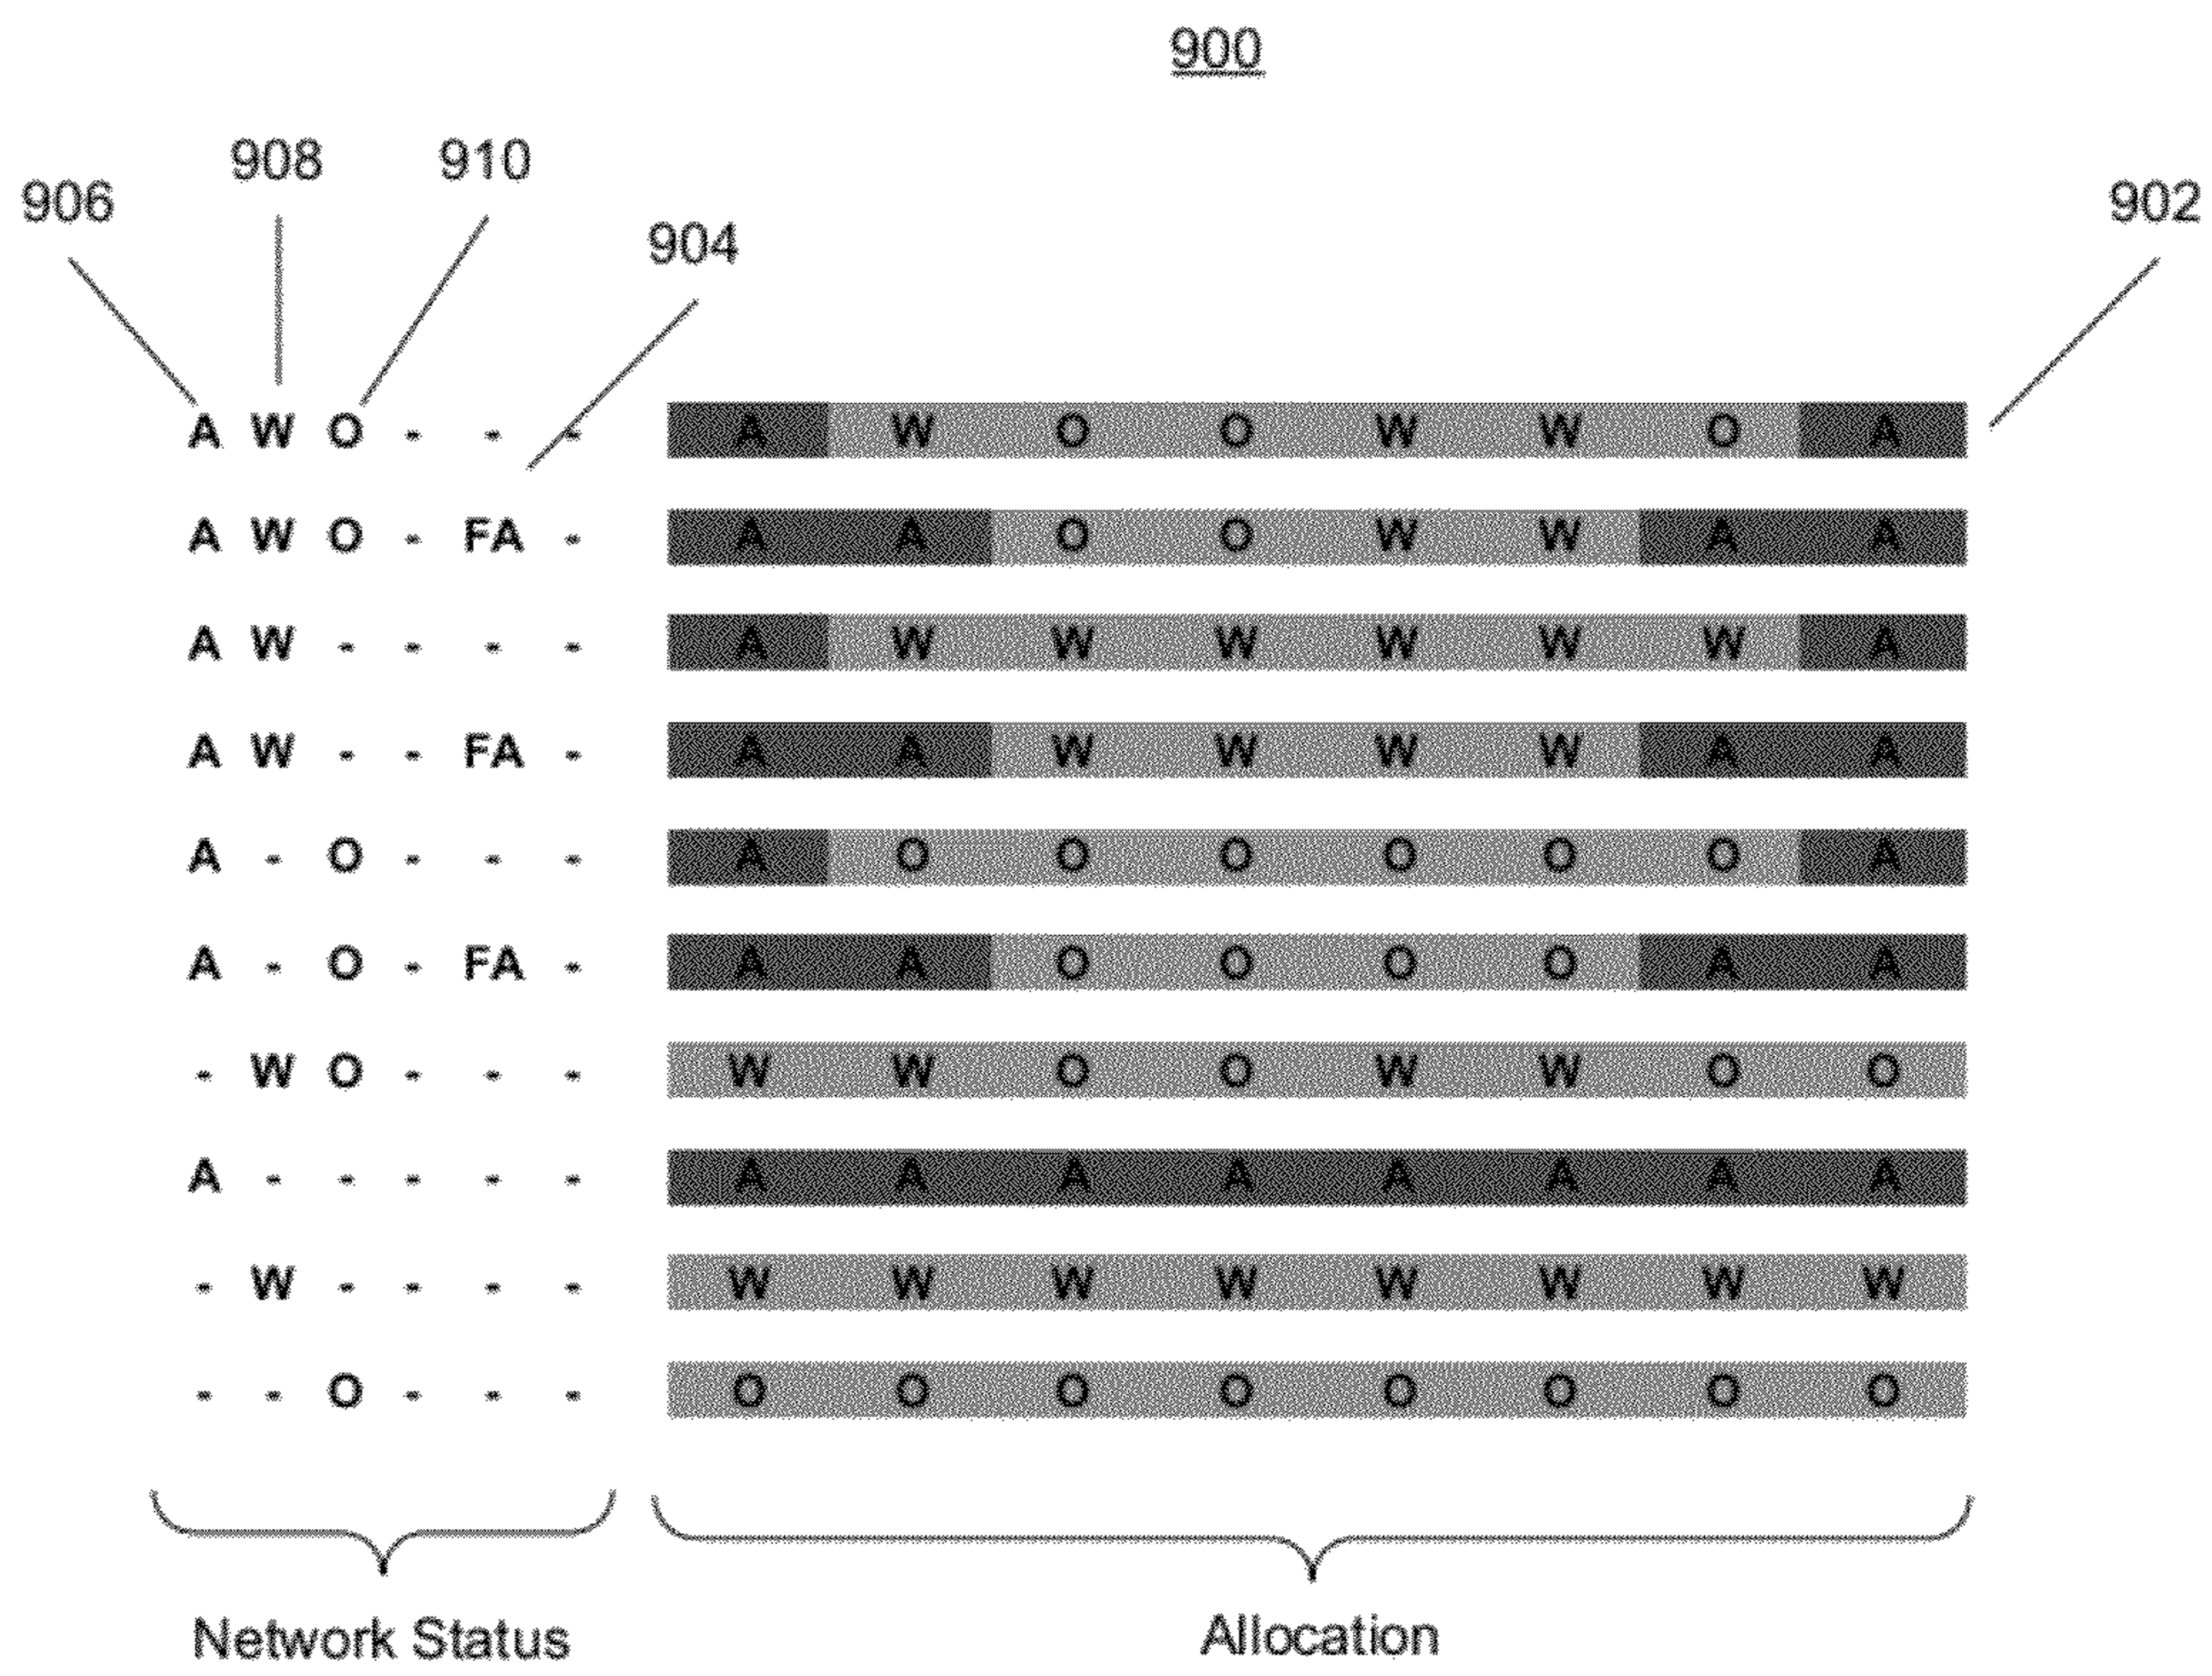 900
908 910
906 902
904
A W O - - - A W O O W W O A
A W O - FA - A A O O W W A A
A W - - - - A W W W W W W A
A W - - FA - A A W W W W A A
A - O - - - A O O O O O O A
A - O - FA - A A O O O O A A
- W O - - - W W O O W W O O
A - - - - - A A A A A A A A
- W - - - - W W W W W W W W
- - O - - - O O O O O O O O
Network Status Allocation